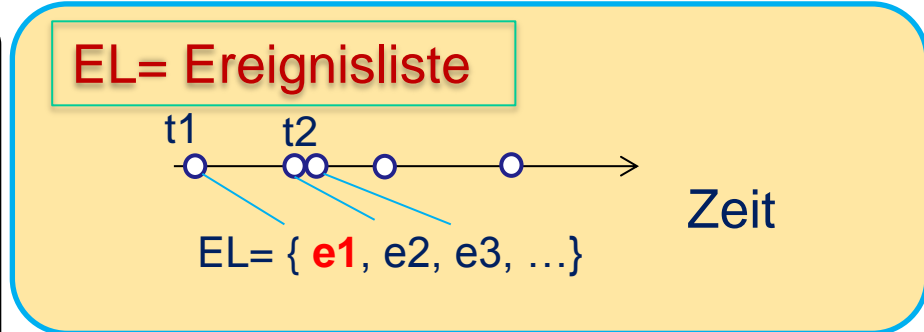 EL= Ereignisliste
t1 t2
Zeit
EL= { e1, e2, e3, …}